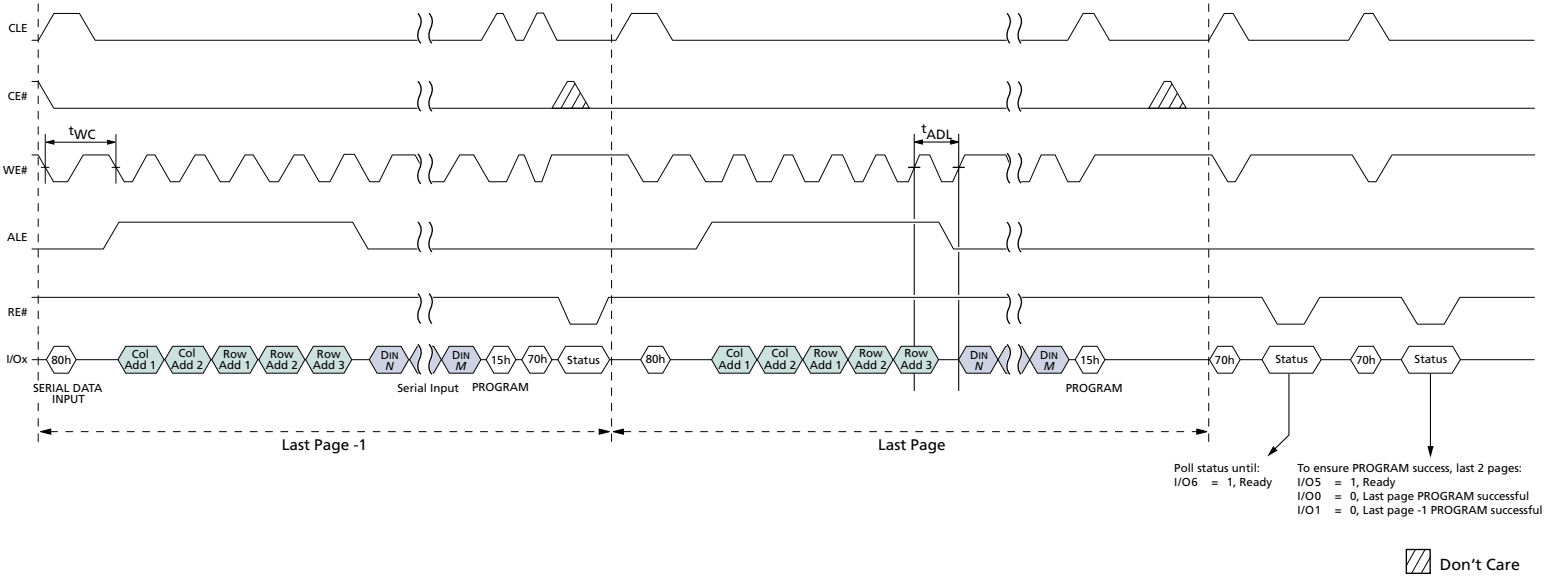 CLE
CE#
tWC
tADL
WE#
ALE
RE#
I/Ox
80h
Col
Add 1
Col
Add 2
Row
Add 1
Row
Add 2
Row
Add 3
DIN
N
DIN
M
15h
70h
Status
80h
Col
Add 1
Col
Add 2
Row
Add 1
Row
Add 2
Row
Add 3
DIN
N
DIN
M
15h
70h
Status
70h
Status
SERIAL DATA
INPUT
Serial Input
PROGRAM
PROGRAM
Last Page -1
Last Page
Poll status until:
I/O6 = 1, Ready
To ensure PROGRAM success, last 2 pages:
I/O5 = 1, Ready
I/O0 = 0, Last page PROGRAM successful
I/O1 = 0, Last page -1 PROGRAM successful
Don't Care